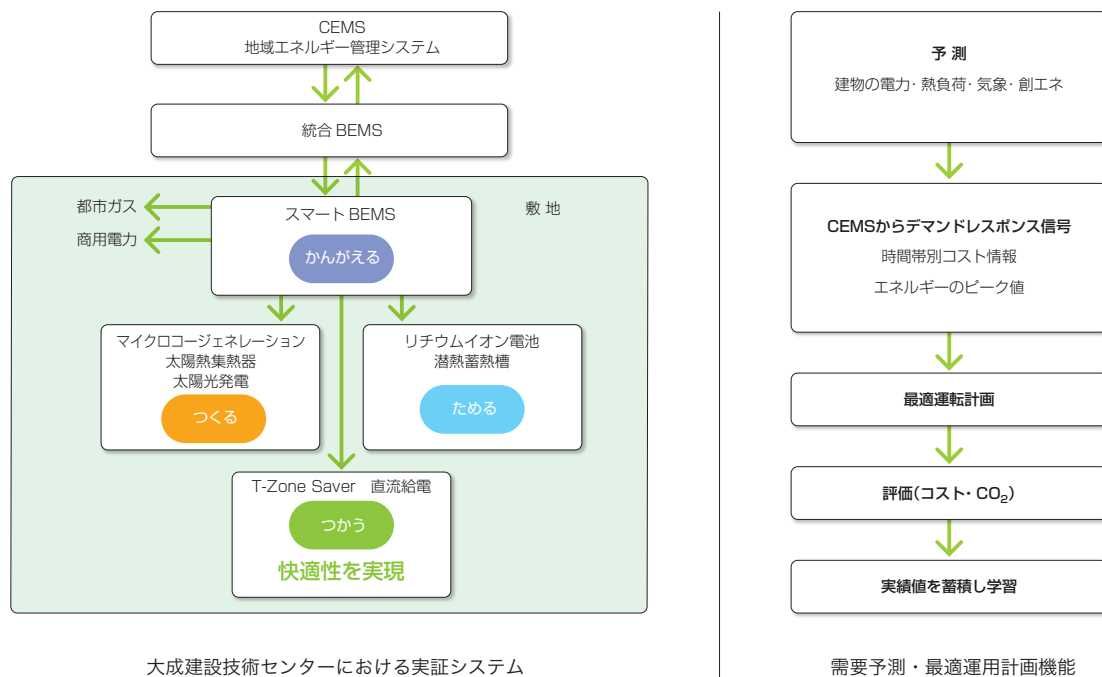 CEMS
地域エネルギー管理システム
統合 BEMS
都市ガス
商用電力
スマート BEMS
敷 地
かんがえる
マイクロコージェネレーション
太陽熱集熱器
太陽光発電
つくる
リチウムイオン電池
潜熱蓄熱槽
ためる
T-Zone Saver 直流給電
つかう
快適性を実現
大成建設技術センターにおける実証システム
予 測
建物の電力・熱負荷・気象・創エネ
CEMSからデマンドレスポンス信号
時間帯別コスト情報
エネルギーのピーク値
最適運転計画
評価(コスト・CO₂)
実績値を蓄積し学習
需要予測・最適運用計画機能